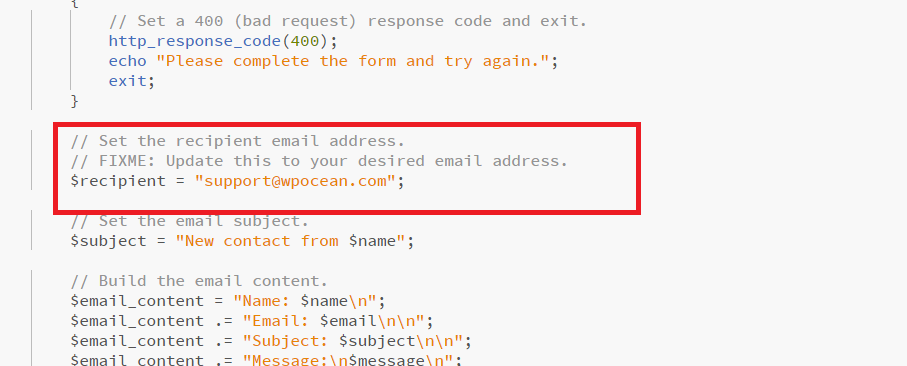 {
// Set a 400 (bad request) response code and exit.
http_response_code(400);
echo "Please complete the form and try again.";
exit;
}
// Set the recipient email address.
// FIXME: Update this to your desired email address.
$recipient = "support@wpocean.com";
// Set the email subject.
$subject = "New contact from $name";
// Build the email content.
$email_content = "Name: $name\n";
$email_content .= "Email: $email\n\n";
$email_content .= "Subject: $subject\n\n";
$email_content .= "Message:\n$message\n";